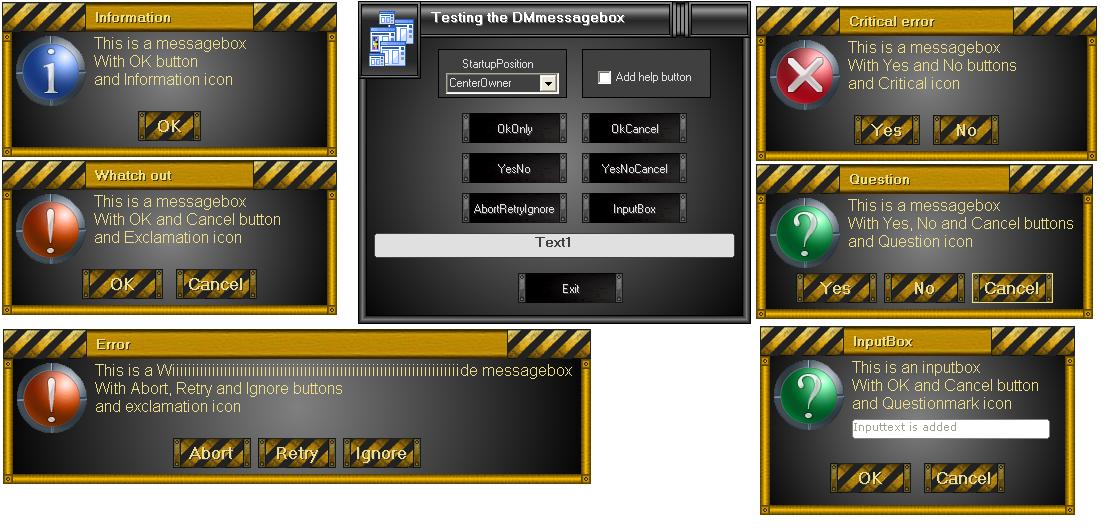 Information
This is a messagebox
With OK button
and Information icon
OK
Testing the DMmessagebox
StartupPosition
CenterOwner
Add help button
OkOnly
OkCancel
YesNo
YesNoCancel
AbortRetryIgnore
InputBox
Text1
Exit
Critical error
This is a messagebox
With Yes and No buttons
and Critical icon
Yes
No
Whatch out
This is a messagebox
With OK and Cancel button
and Exclamation icon
OK
Cancel
Question
This is a messagebox
With Yes, No and Cancel buttons
and Question icon
Yes
No
Cancel
Error
This is a Wiiiiiiiiiiiiiiiiiiiiiiiiiiiiiiiiiiiiiiiiiiiiiiiiiiiiiiiiiiiiiiiide messagebox
With Abort, Retry and Ignore buttons
and exclamation icon
Abort
Retry
Ignore
InputBox
This is an inputbox
With OK and Cancel button
and Questionmark icon
Inputtext is added
OK
Cancel